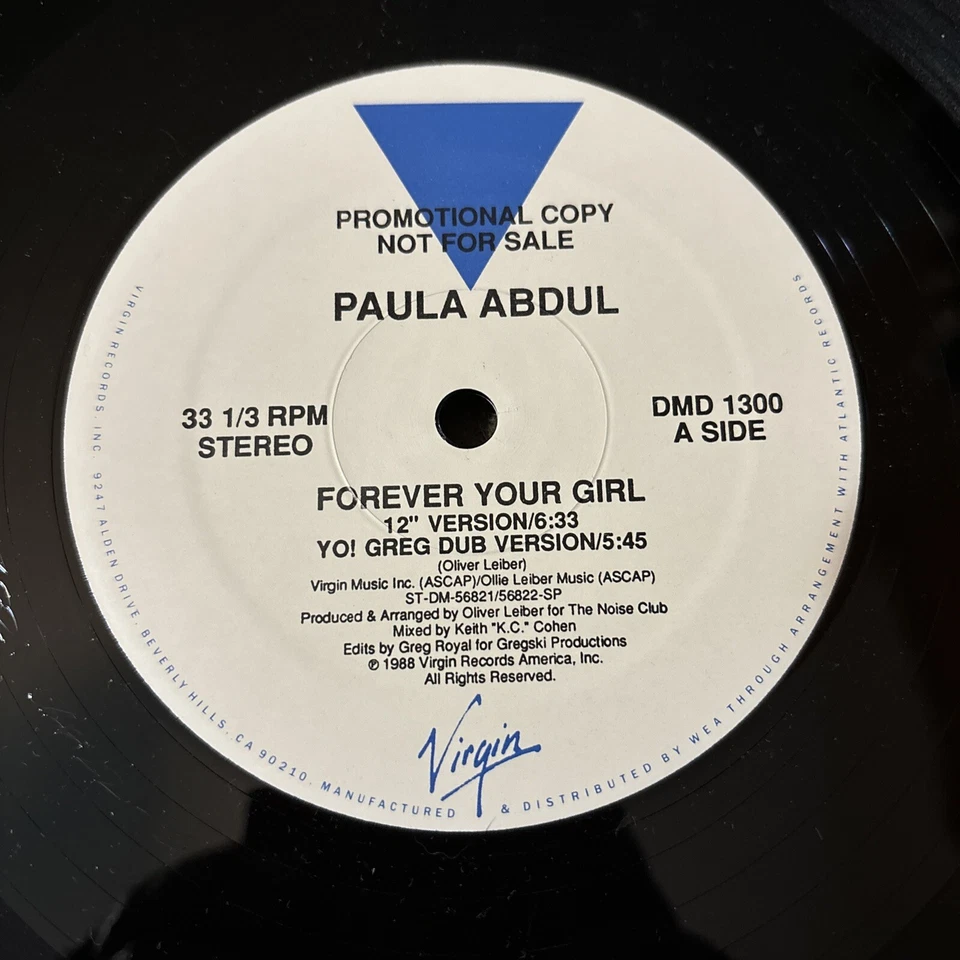 PROMOTIONAL COPY
NOT FOR SALE
PAULA ABDUL
33 1/3 RPM
STEREO
DMD 1300
A SIDE
FOREVER YOUR GIRL
12" VERSION/6:33
YO! GREG DUB VERSION/5:45
(Oliver Leiber)
Virgin Music Inc. (ASCAP)/Ollie Leiber Music (ASCAP)
ST-DM-56821/56822-SP
Produced & Arranged by Oliver Leiber for The Noise Club
Mixed by Keith "K.C." Cohen
Edits by Greg Royal for Gregski Productions
℗ 1988 Virgin Records America, Inc.
All Rights Reserved.
Virgin
VIRGIN RECORDS, INC. 9247 ALDEN DRIVE, BEVERLY HILLS, CA 90210. MANUFACTURED & DISTRIBUTED BY WEA THROUGH ARRANGEMENT WITH ATLANTIC RECORDS